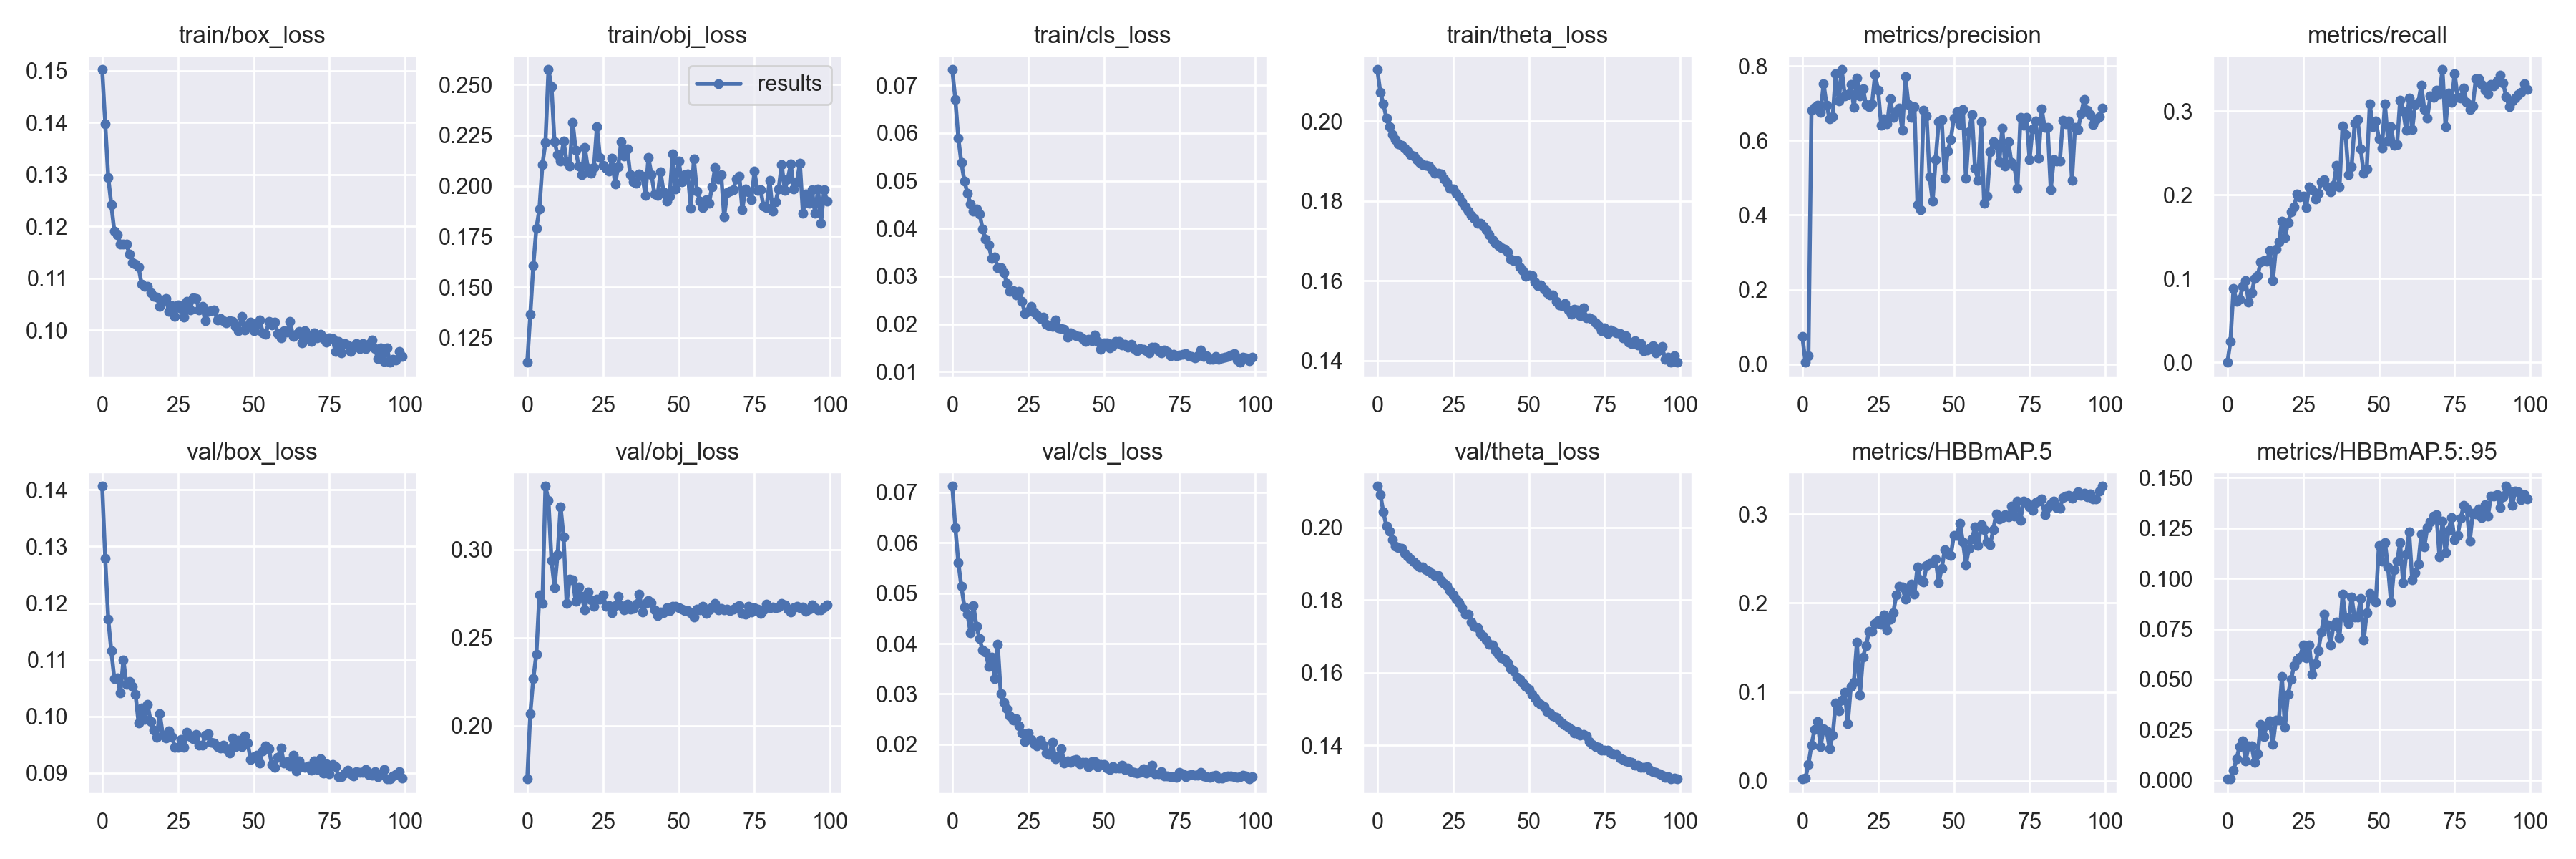 train/box_loss
0.15
0.14
0.13
0.12
0.11
0.10
0 25 50 75 100
train/obj_loss
results
0.250
0.225
0.200
0.175
0.150
0.125
0 25 50 75 100
train/cls_loss
0.07
0.06
0.05
0.04
0.03
0.02
0.01
0 25 50 75 100
train/theta_loss
0.20
0.18
0.16
0.14
0 25 50 75 100
metrics/precision
0.8
0.6
0.4
0.2
0.0
0 25 50 75 100
metrics/recall
0.3
0.2
0.1
0.0
0 25 50 75 100
val/box_loss
0.14
0.13
0.12
0.11
0.10
0.09
0 25 50 75 100
val/obj_loss
0.30
0.25
0.20
0 25 50 75 100
val/cls_loss
0.07
0.06
0.05
0.04
0.03
0.02
0 25 50 75 100
val/theta_loss
0.20
0.18
0.16
0.14
0 25 50 75 100
metrics/HBBmAP.5
0.3
0.2
0.1
0.0
0 25 50 75 100
metrics/HBBmAP.5:.95
0.150
0.125
0.100
0.075
0.050
0.025
0.000
0 25 50 75 100